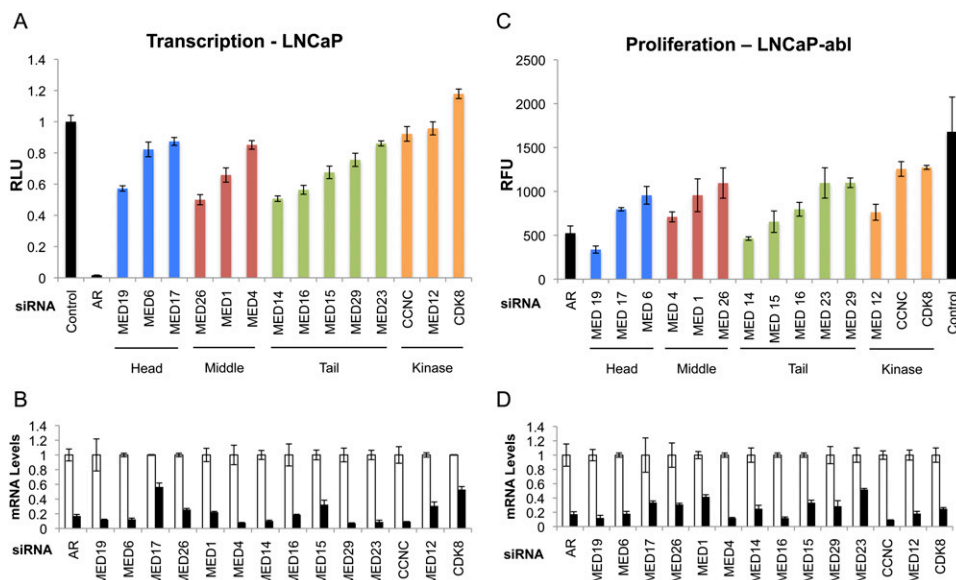 A
Transcription - LNCaP
RLU
1.4
1.2
1
0.8
0.6
0.4
0.2
0
siRNA
Control
AR
MED19
MED6
MED17
MED26
MED1
MED4
MED14
MED16
MED15
MED29
MED23
CCNC
MED12
CDK8
Head
Middle
Tail
Kinase
C
Proliferation – LNCaP-abl
RFU
2500
2000
1500
1000
500
0
siRNA
AR
MED 19
MED 17
MED 6
MED 4
MED 1
MED 26
MED 14
MED 15
MED 16
MED 23
MED 29
MED 12
CCNC
CDK8
Control
Head
Middle
Tail
Kinase
B
mRNA Levels
1.4
1.2
1
0.8
0.6
0.4
0.2
0
siRNA
AR
MED19
MED6
MED17
MED26
MED1
MED4
MED14
MED16
MED15
MED29
MED23
CCNC
MED12
CDK8
D
mRNA Levels
1.4
1.2
1
0.8
0.6
0.4
0.2
0
siRNA
AR
MED19
MED6
MED17
MED26
MED1
MED4
MED14
MED16
MED15
MED29
MED23
CCNC
MED12
CDK8